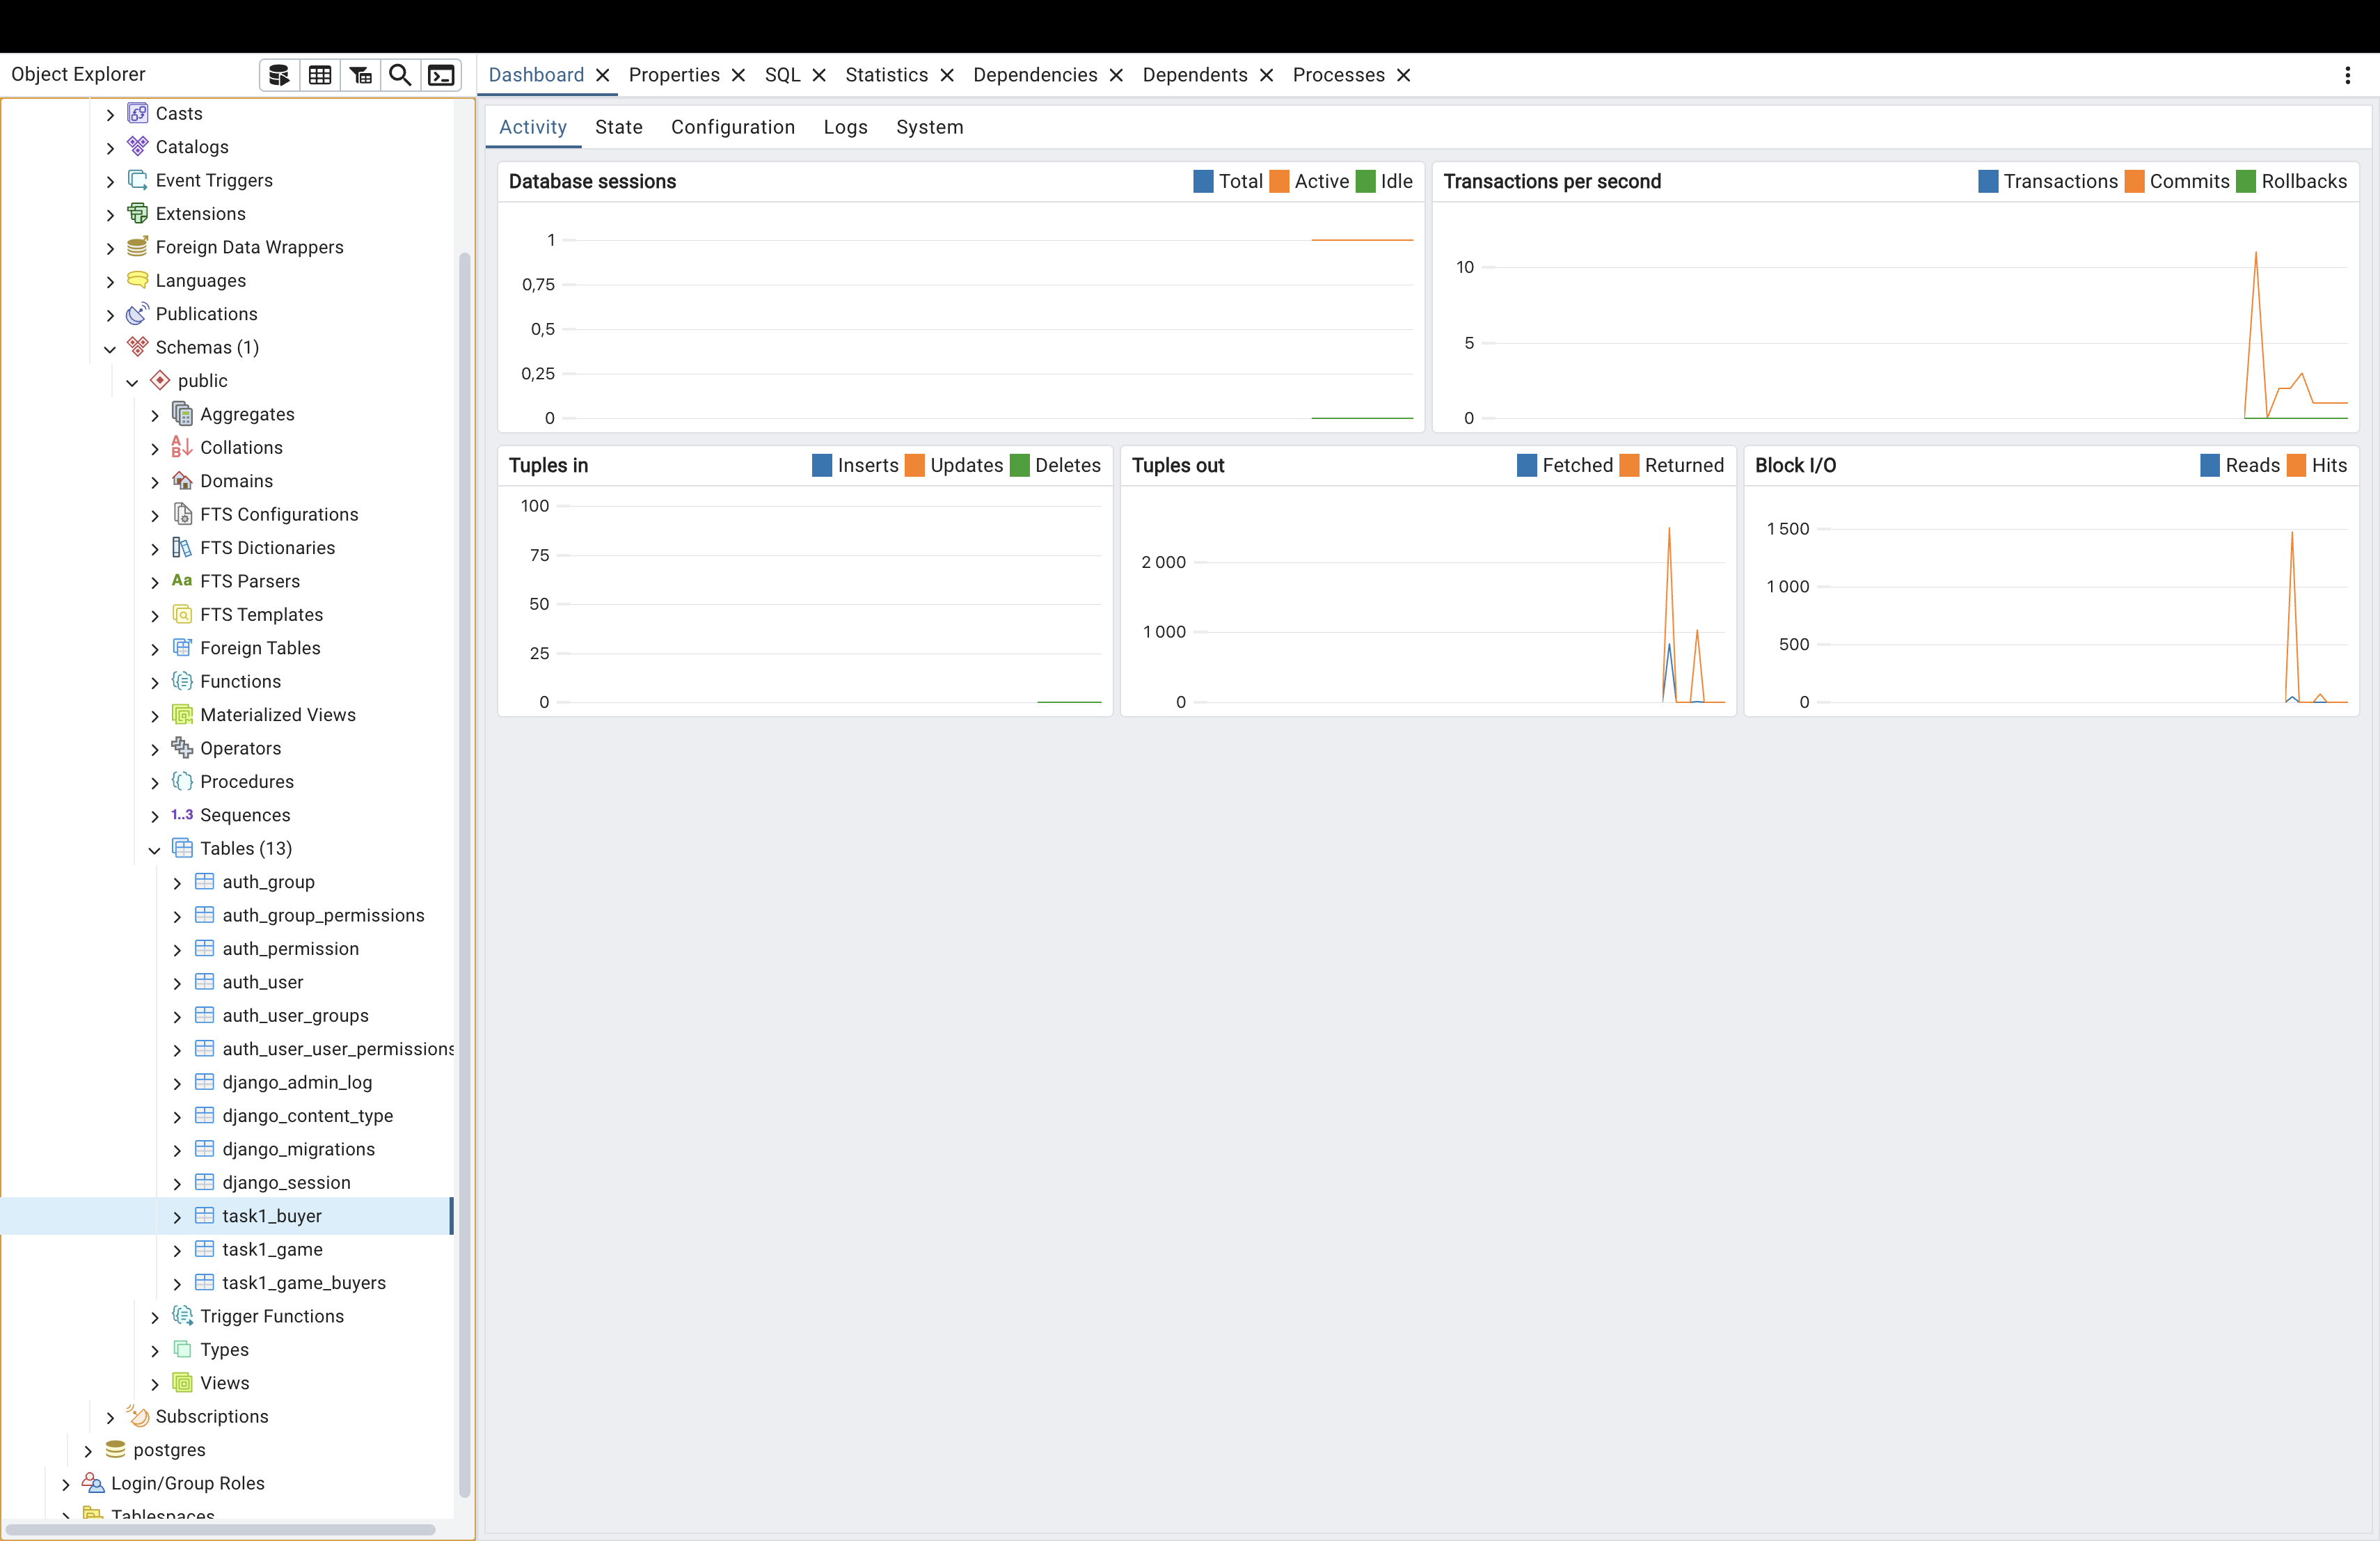 Object Explorer
Dashboard Properties SQL Statistics Dependencies Dependents Processes
Casts
Catalogs
Event Triggers
Extensions
Foreign Data Wrappers
Languages
Publications
Schemas (1)
public
Aggregates
A B Collations
Domains
FTS Configurations
FTS Dictionaries
Aa FTS Parsers
FTS Templates
Foreign Tables
Functions
Materialized Views
Operators
Procedures
1..3 Sequences
Tables (13)
auth_group
auth_group_permissions
auth_permission
auth_user
auth_user_groups
auth_user_user_permissions
django_admin_log
django_content_type
django_migrations
django_session
task1_buyer
task1_game
task1_game_buyers
Trigger Functions
Types
Views
Subscriptions
postgres
Login/Group Roles
Tablespaces
Activity State Configuration Logs System
Database sessions Total Active Idle
1
0,75
0,5
0,25
0
Transactions per second Transactions Commits Rollbacks
10
5
0
Tuples in Inserts Updates Deletes
100
75
50
25
0
Tuples out Fetched Returned
2 000
1 000
0
Block I/O Reads Hits
1 500
1 000
500
0